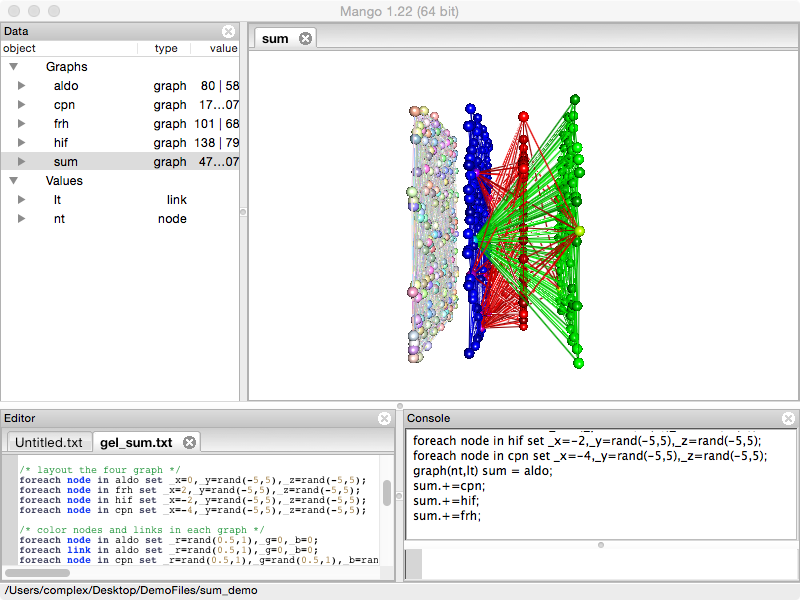 Mango 1.22 (64 bit)
Data
object type value
Graphs
aldo graph 80 | 58
cpn graph 17...07
frh graph 101 | 68
hif graph 138 | 79
sum graph 47...07
Values
lt link
nt node
sum
Editor
Untitled.txt gel_sum.txt
/* layout the four graph */
foreach node in aldo set _x=0,_y=rand(-5,5),_z=rand(-5,5);
foreach node in frh set _x=2,_y=rand(-5,5),_z=rand(-5,5);
foreach node in hif set _x=-2,_y=rand(-5,5),_z=rand(-5,5);
foreach node in cpn set _x=-4,_y=rand(-5,5),_z=rand(-5,5);
/* color nodes and links in each graph */
foreach node in aldo set _r=rand(0.5,1),_g=0,_b=0;
foreach link in aldo set _r=rand(0.5,1),_g=0,_b=0;
foreach node in cpn set _r=rand(0.5,1),_g=rand(0.5,1),_b=ran
Console
foreach node in hif set _x=-2,_y=rand(-5,5),_z=rand(-5,5);
foreach node in cpn set _x=-4,_y=rand(-5,5),_z=rand(-5,5);
graph(nt,lt) sum = aldo;
sum.+=cpn;
sum.+=hif;
sum.+=frh;
/Users/complex/Desktop/DemoFiles/sum_demo